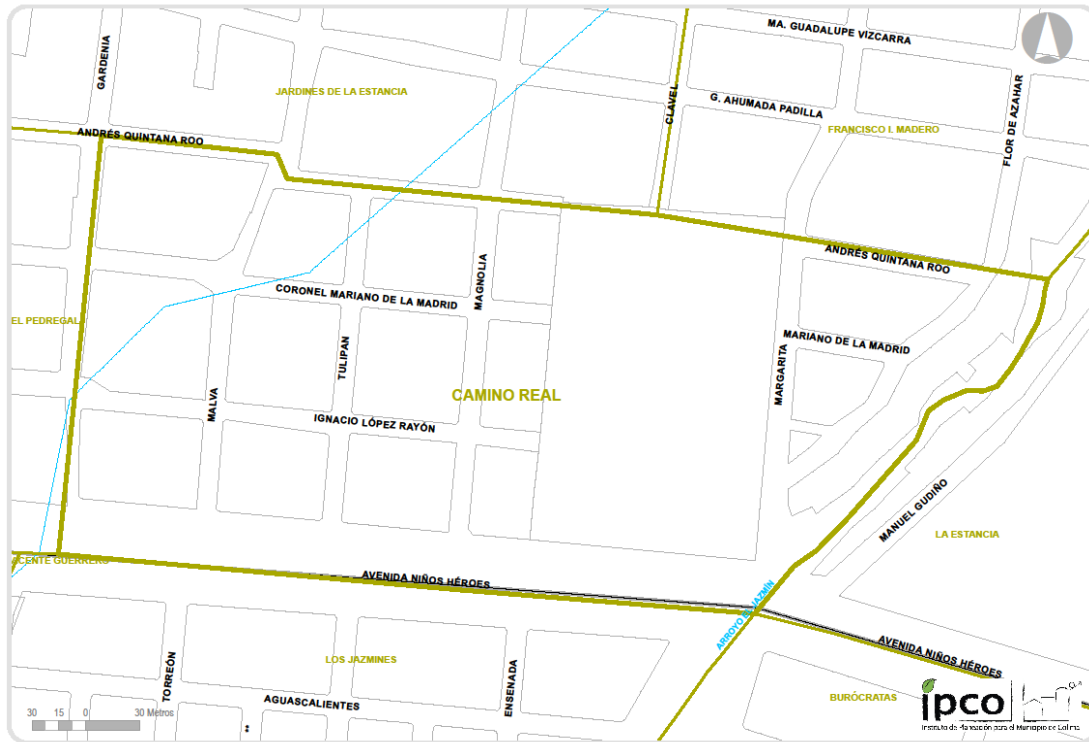 MA. GUADALUPE VIZCARRA
GARDENIA
JARDINES DE LA ESTANCIA
CLAVEL
G. AHUMADA PADILLA
FLOR DE AZAHAR
FRANCISCO I. MADERO
ANDRÉS QUINTANA ROO
ANDRÉS QUINTANA ROO
MAGNOLIA
CORONEL MARIANO DE LA MADRID
EL PEDREGAL
TULIPAN
MARIANO DE LA MADRID
MARGARITA
CAMINO REAL
MALVA
IGNACIO LÓPEZ RAYÓN
MANUEL GUDIÑO
LA ESTANCIA
ICENTE GUERRERO
AVENIDA NIÑOS HÉROES
ARROYO EL JAZMÍN
AVENIDA NIÑOS HÉROES
LOS JAZMINES
TORREÓN
ENSENADA
BURÓCRATAS
AGUASCALIENTES
30 15 0 30 Metros
ipco
Instituto de Planeación para el Municipio de Colima